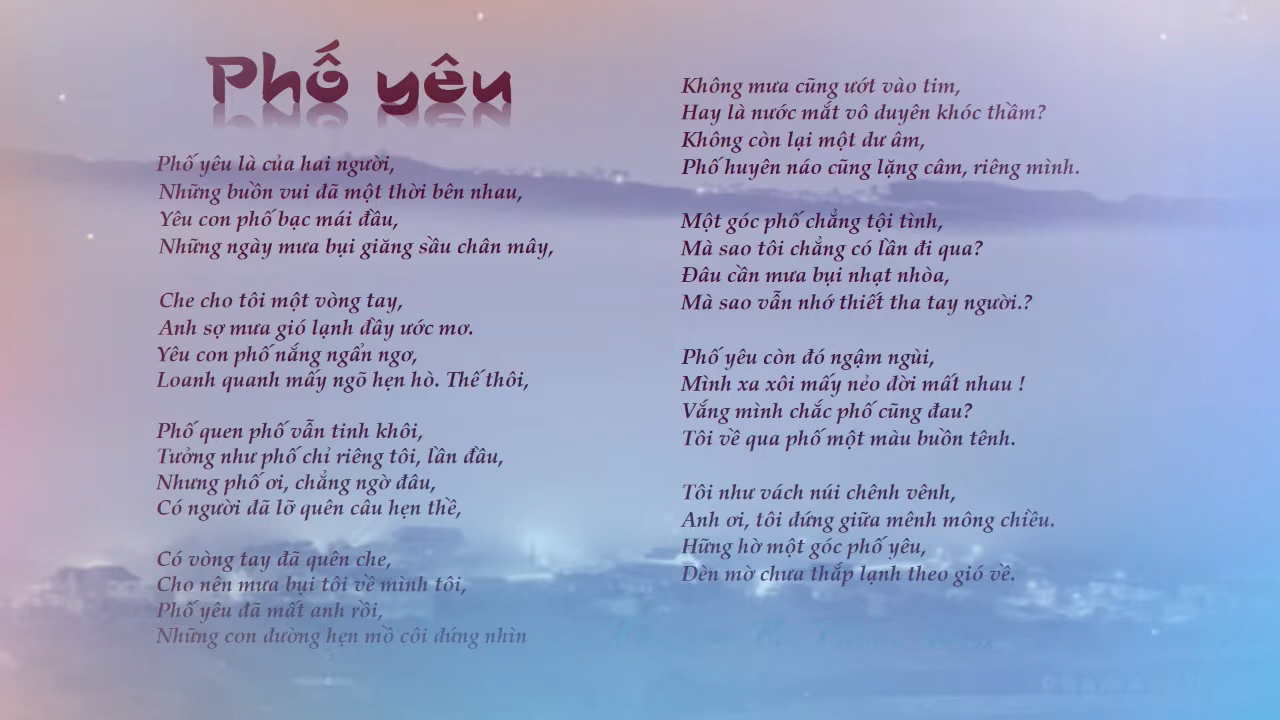 Phố yêu
Phố yêu là của hai người,
Những buồn vui đã một thời bên nhau,
Yêu con phố bạc mái đầu,
Những ngày mưa bụi giăng sầu chân mây,
Che cho tôi một vòng tay,
Anh sợ mưa gió lạnh đầy ước mơ.
Yêu con phố nắng ngẩn ngơ,
Loanh quanh mấy ngõ hẹn hò. Thế thôi,
Phố quen phố vẫn tinh khôi,
Tưởng như phố chỉ riêng tôi, lần đầu,
Nhưng phố ơi, chẳng ngờ đâu,
Có người đã lỡ quên câu hẹn thề,
Có vòng tay đã quên che,
Cho nên mưa bụi tôi về mình tôi,
Phố yêu đã mất anh rồi,
Những con đường hẹn mồ côi đứng nhìn
Không mưa cũng ướt vào tim,
Hay là nước mắt vô duyên khóc thầm?
Không còn lại một dư âm,
Phố huyên náo cũng lặng câm, riêng mình.
Một góc phố chẳng tội tình,
Mà sao tôi chẳng có lần đi qua?
Đâu cần mưa bụi nhạt nhòa,
Mà sao vẫn nhớ thiết tha tay người.?
Phố yêu còn đó ngậm ngùi,
Mình xa xôi mấy nẻo đời mất nhau !
Vắng mình chắc phố cũng đau?
Tôi về qua phố một màu buồn tênh.
Tôi như vách núi chênh vênh,
Anh ơi, tôi đứng giữa mênh mông chiều.
Hững hờ một góc phố yêu,
Đèn mờ chưa thắp lạnh theo gió về.